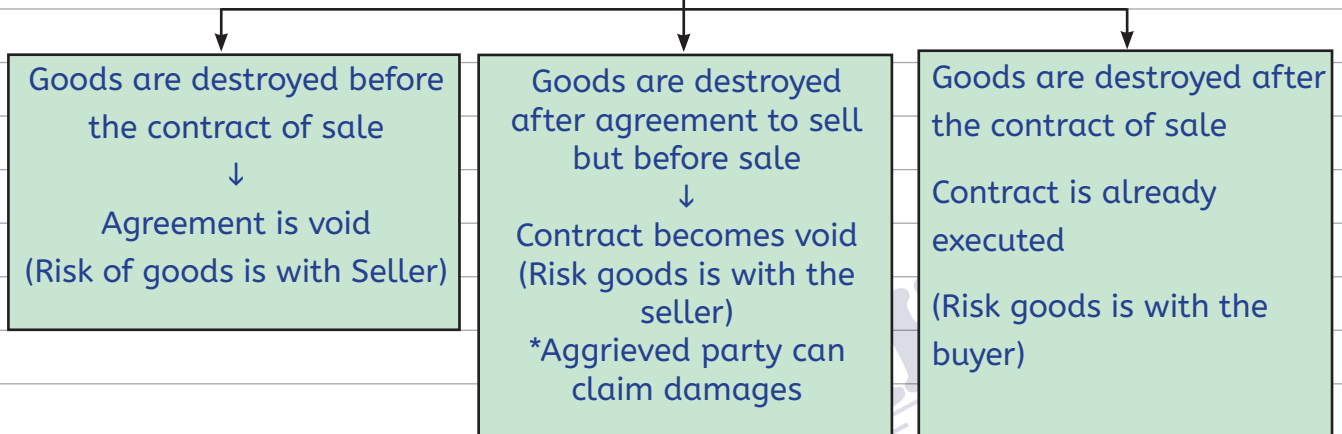 Goods are destroyed before
the contract of sale
↓
Agreement is void
(Risk of goods is with Seller)
Goods are destroyed
after agreement to sell
but before sale
↓
Contract becomes void
(Risk goods is with the
seller)
*Aggrieved party can
claim damages
Goods are destroyed after
the contract of sale
Contract is already
executed
(Risk goods is with the
buyer)